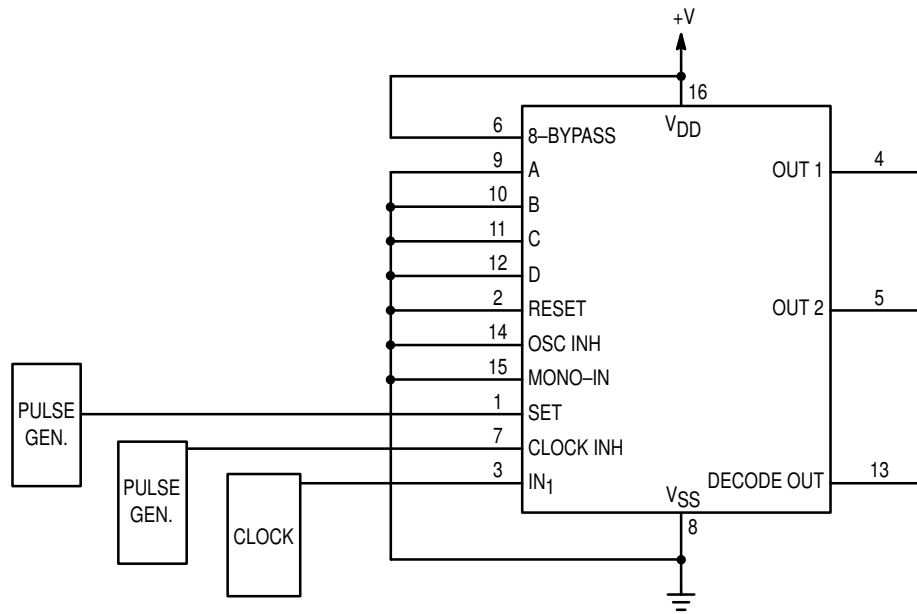 +V
16
VDD
6
8–BYPASS
9
A
OUT 1
4
10
B
11
C
12
D
2
RESET
OUT 2
5
14
OSC INH
15
MONO–IN
1
SET
PULSE
GEN.
7
CLOCK INH
PULSE
GEN.
3
IN1
DECODE OUT
13
CLOCK
VSS
8